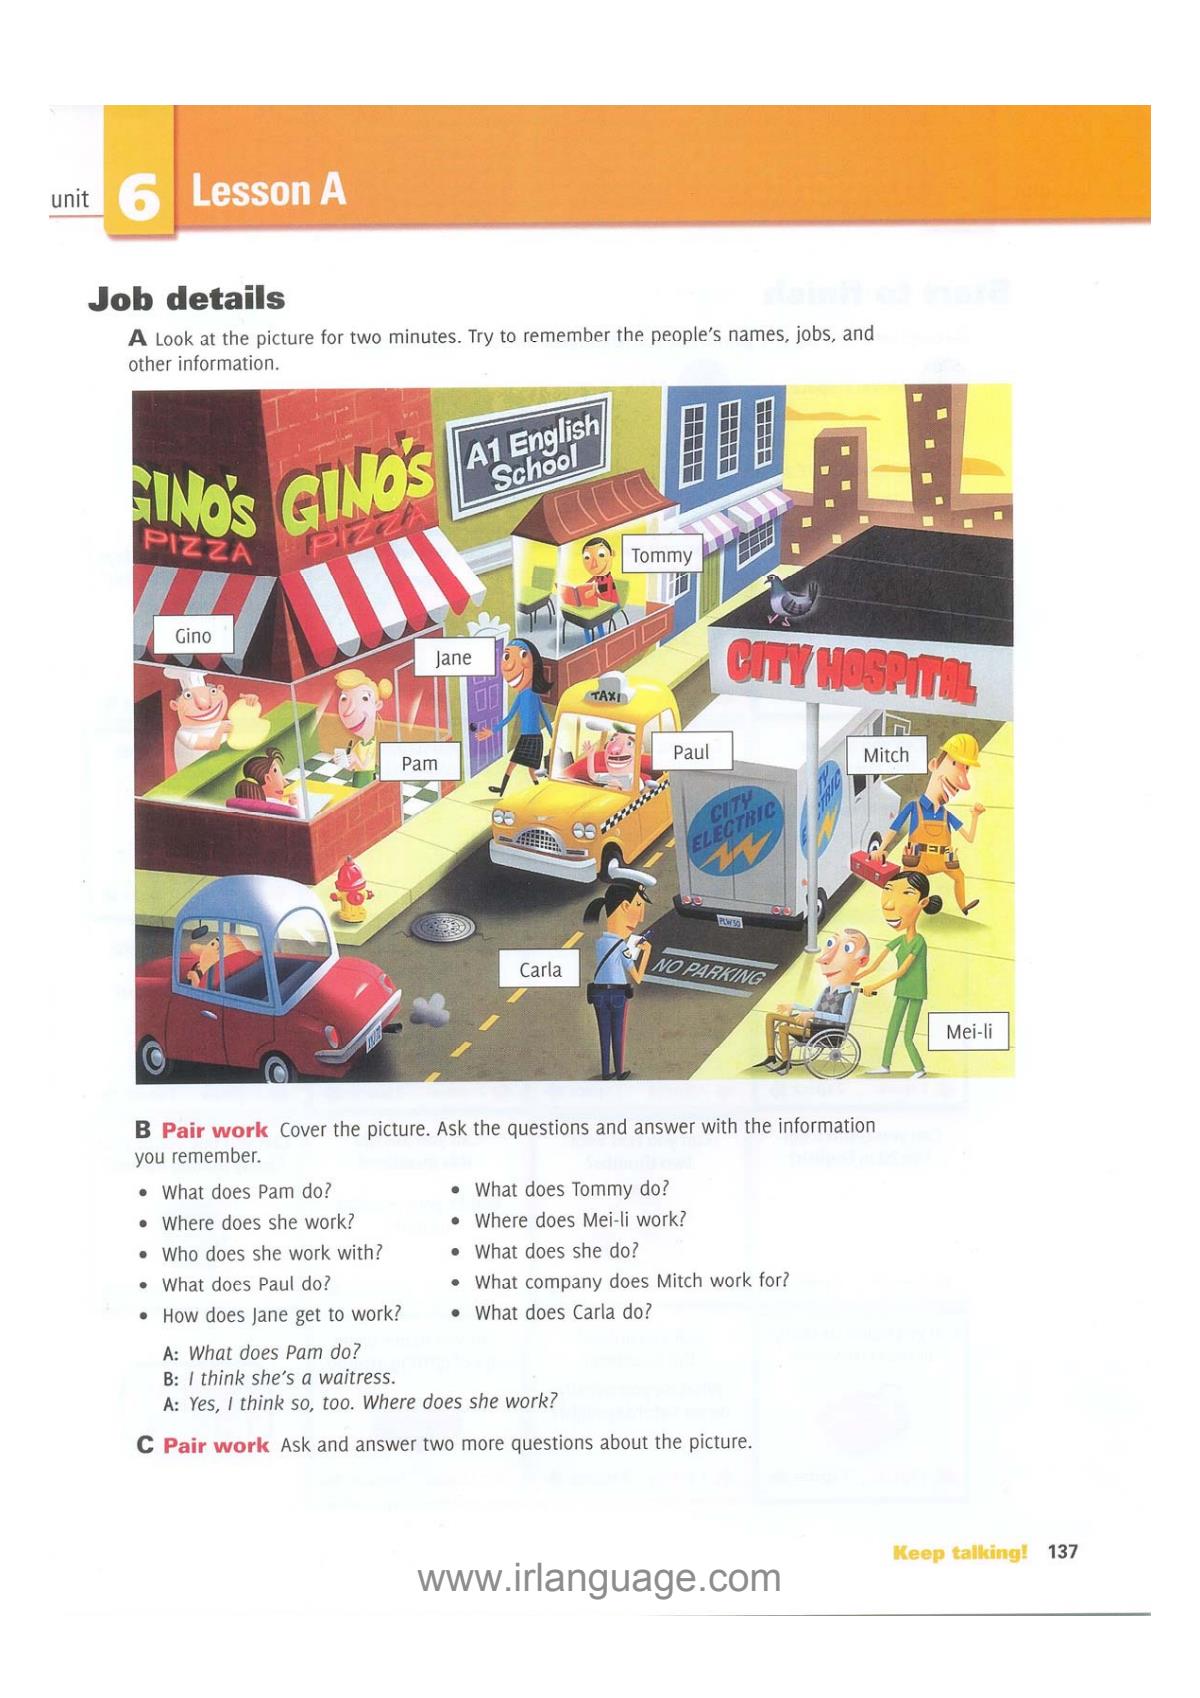 unit 6 Lesson A
Job details
A Look at the picture for two minutes. Try to remember the people's names, jobs, and
other information.
GINO'S
PIZZA
GINO'S
PIZZA
A1 English
School
Tommy
Gino
Jane
CITY HOSPITAL
TAXI
Pam
Paul
Mitch
CITY
ELECTRIC
PLW50
Carla
NO PARKING
Mei-li
B Pair work Cover the picture. Ask the questions and answer with the information
you remember.
• What does Pam do?
• Where does she work?
• Who does she work with?
• What does Paul do?
• How does Jane get to work?
• What does Tommy do?
• Where does Mei-li work?
• What does she do?
• What company does Mitch work for?
• What does Carla do?
A: What does Pam do?
B: I think she's a waitress.
A: Yes, I think so, too. Where does she work?
C Pair work Ask and answer two more questions about the picture.
Keep talking! 137
www.irlanguage.com